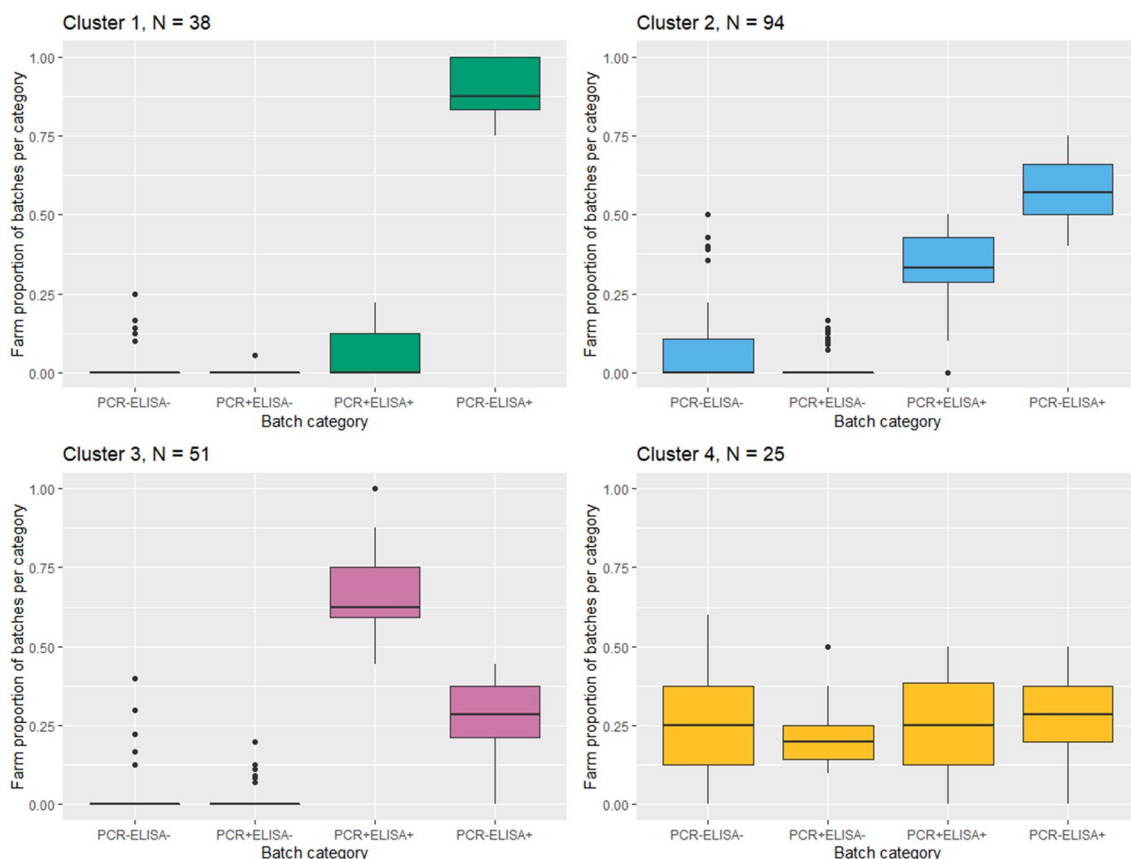 Cluster 1, N = 38
Farm proportion of batches per category
1.00
0.75
0.50
0.25
0.00
PCR-ELISA- PCR+ELISA- PCR+ELISA+ PCR-ELISA+
Batch category
Cluster 2, N = 94
Farm proportion of batches per category
1.00
0.75
0.50
0.25
0.00
PCR-ELISA- PCR+ELISA- PCR+ELISA+ PCR-ELISA+
Batch category
Cluster 3, N = 51
Farm proportion of batches per category
1.00
0.75
0.50
0.25
0.00
PCR-ELISA- PCR+ELISA- PCR+ELISA+ PCR-ELISA+
Batch category
Cluster 4, N = 25
Farm proportion of batches per category
1.00
0.75
0.50
0.25
0.00
PCR-ELISA- PCR+ELISA- PCR+ELISA+ PCR-ELISA+
Batch category